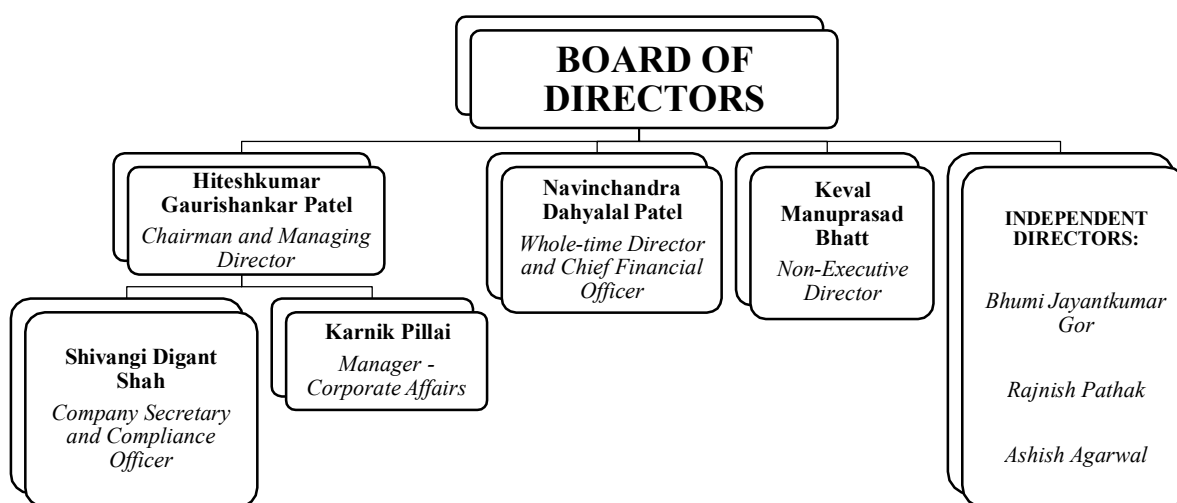 BOARD OF
DIRECTORS
Hiteshkumar
Gaurishankar Patel
Chairman and Managing
Director
Navinchandra
Dahyalal Patel
Whole-time Director
and Chief Financial
Officer
Keval
Manuprasad
Bhatt
Non-Executive
Director
INDEPENDENT
DIRECTORS:
Bhumi Jayantkumar
Gor
Rajnish Pathak
Ashish Agarwal
Shivangi Digant
Shah
Company Secretary
and Compliance
Officer
Karnik Pillai
Manager -
Corporate Affairs